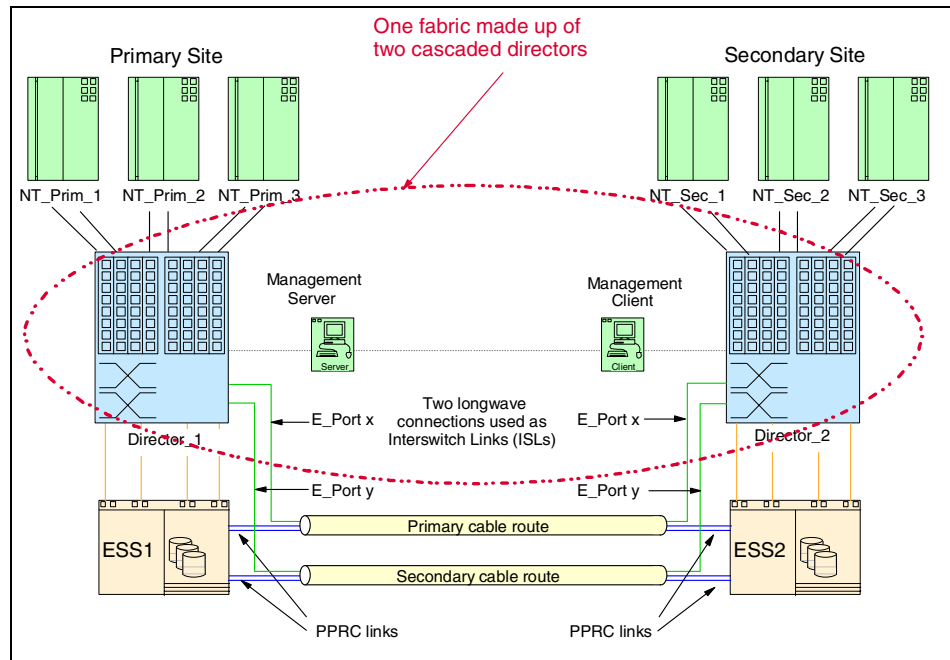 One fabric made up of
two cascaded directors
Primary Site
Secondary Site
NT_Prim_1
NT_Prim_2
NT_Prim_3
NT_Sec_1
NT_Sec_2
NT_Sec_3
Management
Server
Management
Client
Server
Client
E_Port x
Two longwave
connections used as
Interswitch Links (ISLs)
E_Port x
Director_1
Director_2
E_Port y
E_Port y
ESS1
Primary cable route
ESS2
Secondary cable route
PPRC links
PPRC links